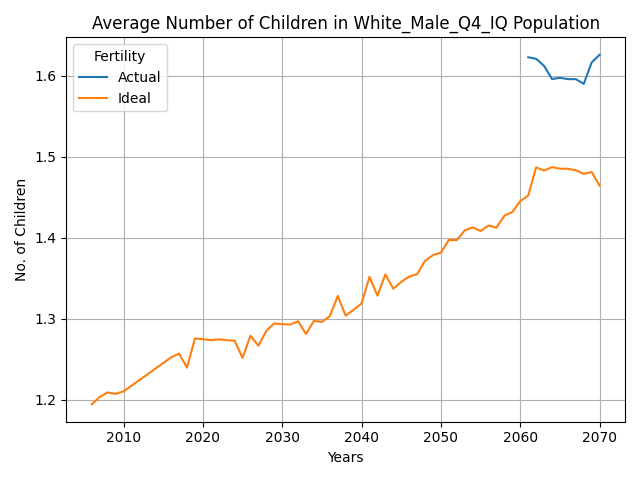 Average Number of Children in White_Male_Q4_IQ Population
Fertility
Actual
Ideal
No. of Children
1.6
1.5
1.4
1.3
1.2
2010 2020 2030 2040 2050 2060 2070
Years